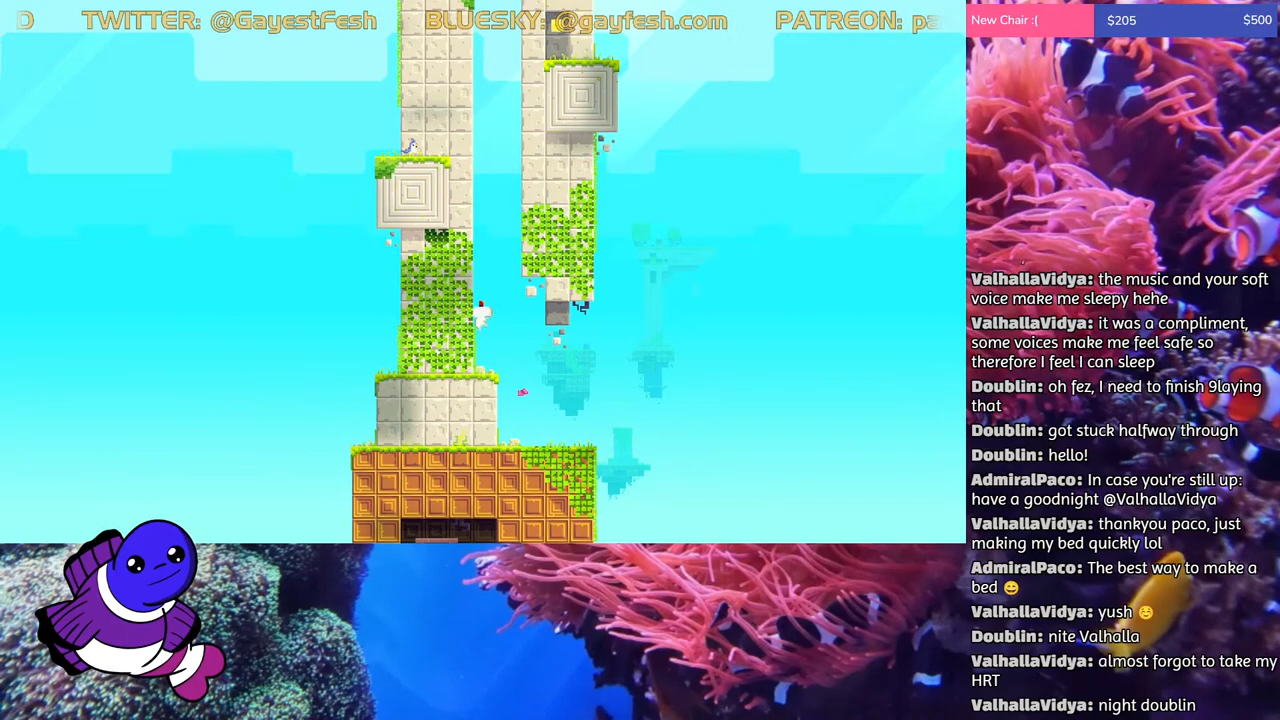 D TWITTER: @GayestFesh BLUESKY: @gayfesh.com PATREON: pa
New Chair :( $205 $500
ValhallaVidya: the music and your soft
voice make me sleepy hehe
ValhallaVidya: it was a compliment,
some voices make me feel safe so
therefore I feel I can sleep
Doublin: oh fez, I need to finish 9laying
that
Doublin: got stuck halfway through
Doublin: hello!
AdmiralPaco: In case you're still up:
have a goodnight @ValhallaVidya
ValhallaVidya: thankyou paco, just
making my bed quickly lol
AdmiralPaco: The best way to make a
bed 😄
ValhallaVidya: yush ☺️
Doublin: nite Valhalla
ValhallaVidya: almost forgot to take my
HRT
ValhallaVidya: night doublin